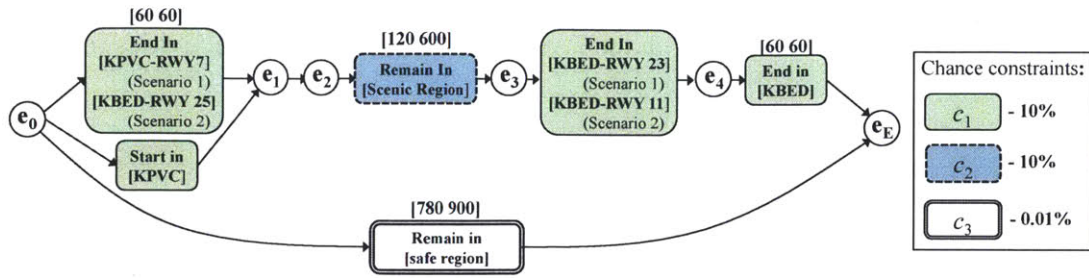 [60 60]
End In
[KPVC-RWY7]
(Scenario 1)
[KBED-RWY 25]
(Scenario 2)
e0
Start in
[KPVC]
e1
e2
[120 600]
Remain In
[Scenic Region]
e3
End In
[KBED-RWY 23]
(Scenario 1)
[KBED-RWY 11]
(Scenario 2)
e4
[60 60]
End in
[KBED]
eE
[780 900]
Remain in
[safe region]
Chance constraints:
c1 - 10%
c2 - 10%
c3 - 0.01%